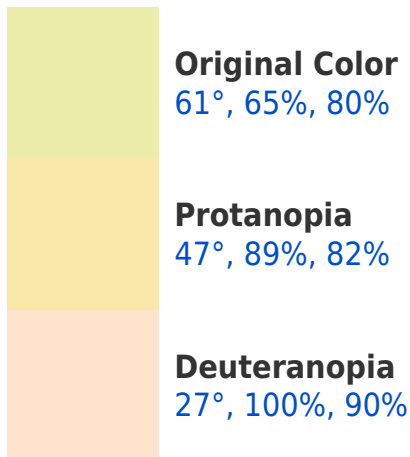 Original Color
61°, 65%, 80%
Protanopia
47°, 89%, 82%
Deuteranopia
27°, 100%, 90%